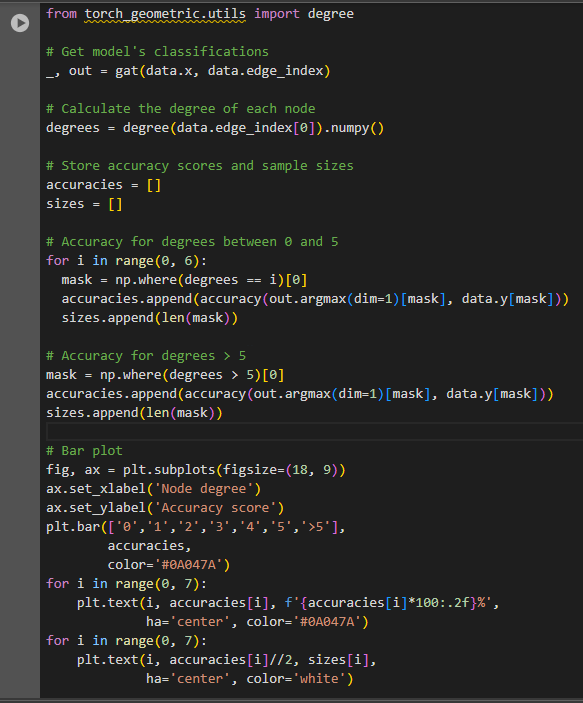 from torch_geometric.utils import degree

# Get model's classifications
_, out = gat(data.x, data.edge_index)

# Calculate the degree of each node
degrees = degree(data.edge_index[0]).numpy()

# Store accuracy scores and sample sizes
accuracies = []
sizes = []

# Accuracy for degrees between 0 and 5
for i in range(0, 6):
  mask = np.where(degrees == i)[0]
  accuracies.append(accuracy(out.argmax(dim=1)[mask], data.y[mask]))
  sizes.append(len(mask))

# Accuracy for degrees > 5
mask = np.where(degrees > 5)[0]
accuracies.append(accuracy(out.argmax(dim=1)[mask], data.y[mask]))
sizes.append(len(mask))

# Bar plot
fig, ax = plt.subplots(figsize=(18, 9))
ax.set_xlabel('Node degree')
ax.set_ylabel('Accuracy score')
plt.bar(['0','1','2','3','4','5','>5'],
        accuracies,
        color='#0A047A')
for i in range(0, 7):
    plt.text(i, accuracies[i], f'{accuracies[i]*100:.2f}%',
             ha='center', color='#0A047A')
for i in range(0, 7):
    plt.text(i, accuracies[i]//2, sizes[i],
             ha='center', color='white')